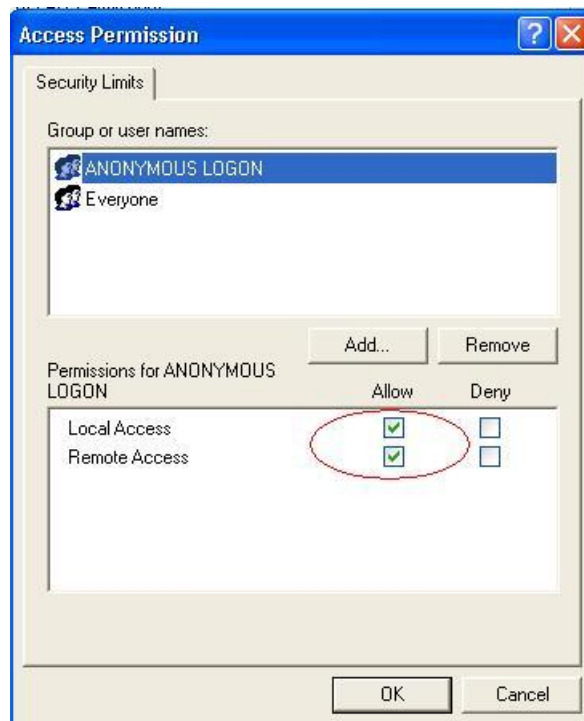 Access Permission
Security Limits
Group or user names:
ANONYMOUS LOGON
Everyone
Add... Remove
Permissions for ANONYMOUS
LOGON Allow Deny
Local Access
Remote Access
OK Cancel